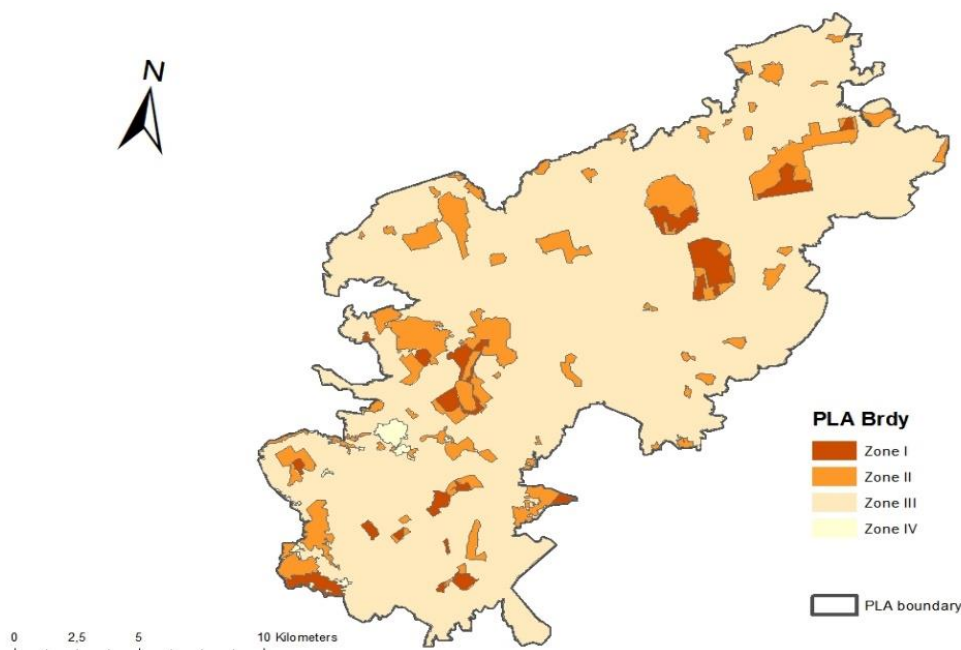 N
PLA Brdy
Zone I
Zone II
Zone III
Zone IV
PLA boundary
0 2,5 5 10 Kilometers